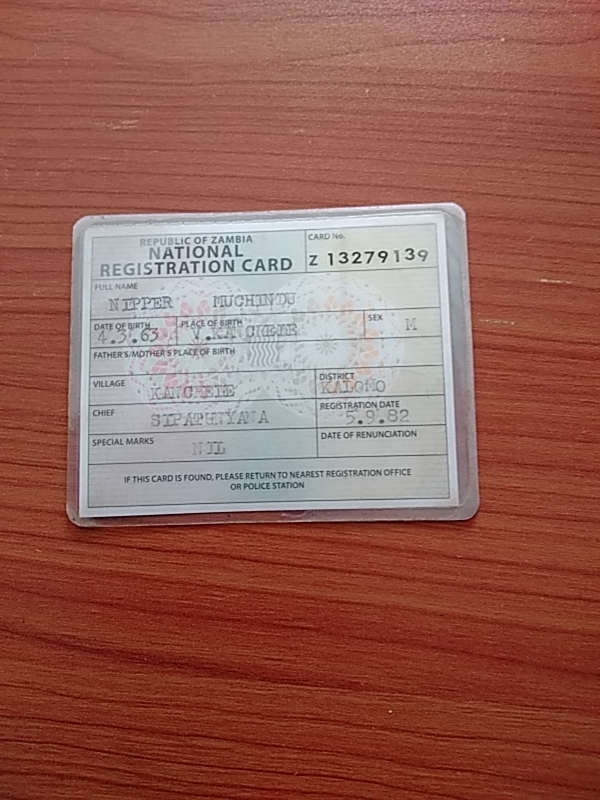 REPUBLIC OF ZAMBIA
NATIONAL
REGISTRATION CARD
CARD No.
Z 13279139
FULL NAME
NIPPER MUCHINDU
DATE OF BIRTH
4.3.63
PLACE OF BIRTH
V.KANCHELE
SEX
M
FATHER'S/MOTHER'S PLACE OF BIRTH
VILLAGE
KANCHELE
DISTRICT
KALOMO
CHIEF
SIPATUNYANA
REGISTRATION DATE
5.9.82
SPECIAL MARKS
NIL
DATE OF RENUNCIATION
IF THIS CARD IS FOUND, PLEASE RETURN TO NEAREST REGISTRATION OFFICE
OR POLICE STATION